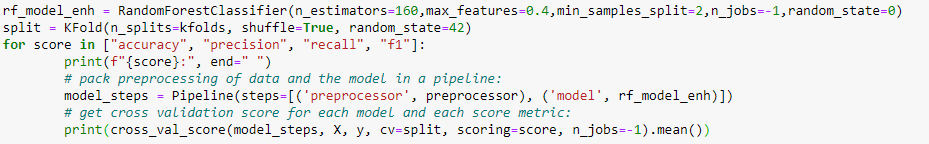 rf_model_enh = RandomForestClassifier(n_estimators=160,max_features=0.4,min_samples_split=2,n_jobs=-1,random_state=0)
split = KFold(n_splits=kfolds, shuffle=True, random_state=42)
for score in ["accuracy", "precision", "recall", "f1"]:
        print(f"{score}:", end=" ")
        # pack preprocessing of data and the model in a pipeline:
        model_steps = Pipeline(steps=[('preprocessor', preprocessor), ('model', rf_model_enh)])
        # get cross validation score for each model and each score metric:
        print(cross_val_score(model_steps, X, y, cv=split, scoring=score, n_jobs=-1).mean())